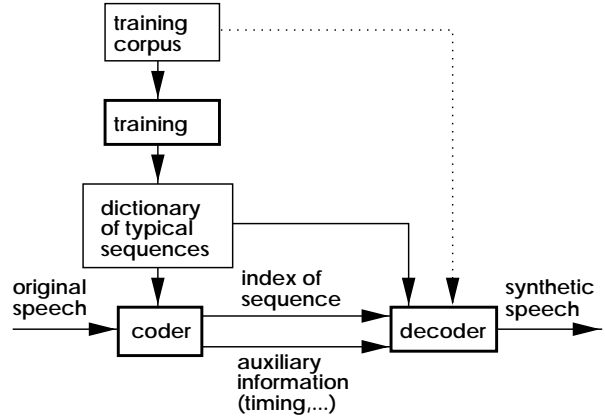 training
corpus
training
dictionary
of typical
sequences
original
speech
index of
sequence
synthetic
speech
coder
decoder
auxiliary
information
(timing,...)